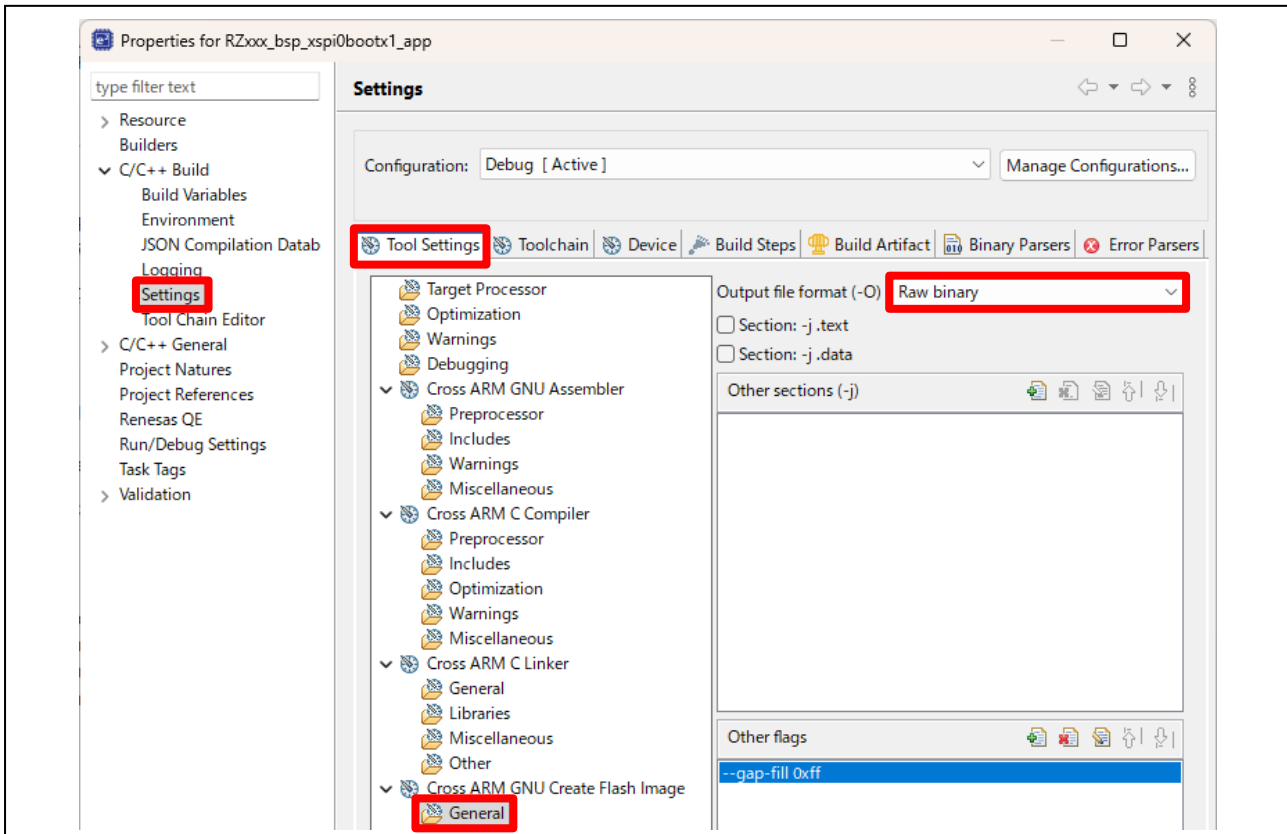 Properties for RZxxx_bsp_xspi0bootx1_app
type filter text
Settings
Resource
Builders
C/C++ Build
Build Variables
Environment
JSON Compilation Datab
Logging
Settings
Tool Chain Editor
C/C++ General
Project Natures
Project References
Renesas QE
Run/Debug Settings
Task Tags
Validation
Configuration: Debug [ Active ]
Manage Configurations...
Tool Settings Toolchain Device Build Steps Build Artifact Binary Parsers Error Parsers
Target Processor
Optimization
Warnings
Debugging
Cross ARM GNU Assembler
Preprocessor
Includes
Warnings
Miscellaneous
Cross ARM C Compiler
Preprocessor
Includes
Optimization
Warnings
Miscellaneous
Cross ARM C Linker
General
Libraries
Miscellaneous
Other
Cross ARM GNU Create Flash Image
General
Output file format (-O) Raw binary
Section: -j .text
Section: -j .data
Other sections (-j)
Other flags
--gap-fill 0xff